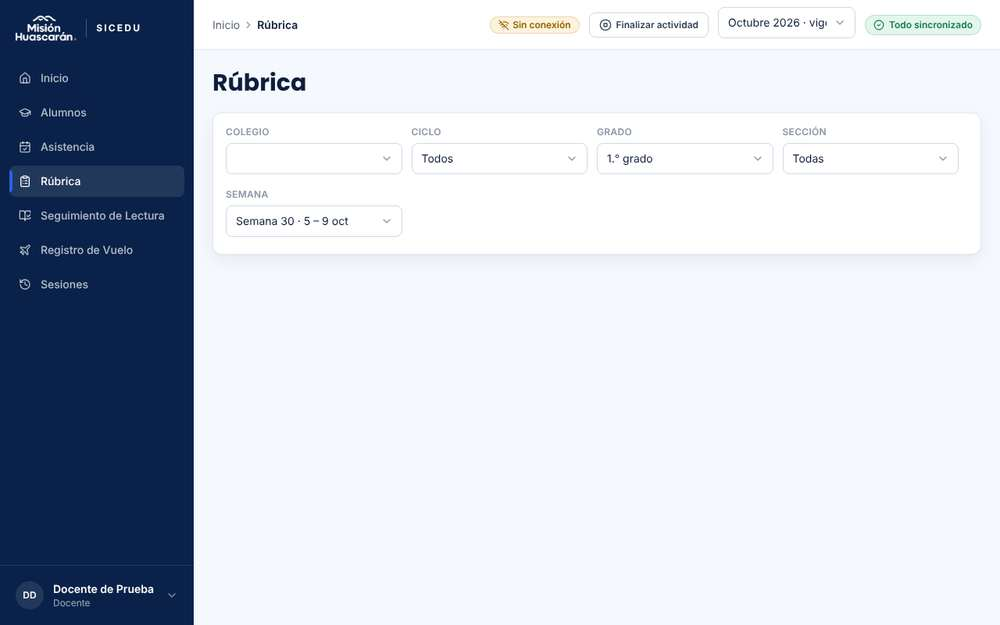 Misión
Huascarán.
SICEDU
Inicio
Alumnos
Asistencia
Rúbrica
Seguimiento de Lectura
Registro de Vuelo
Sesiones
DD
Docente de Prueba
Docente
Inicio > Rúbrica
Sin conexión
Finalizar actividad
Octubre 2026 · vige
Todo sincronizado
Rúbrica
COLEGIO
CICLO
Todos
GRADO
1.° grado
SECCIÓN
Todas
SEMANA
Semana 30 · 5 – 9 oct